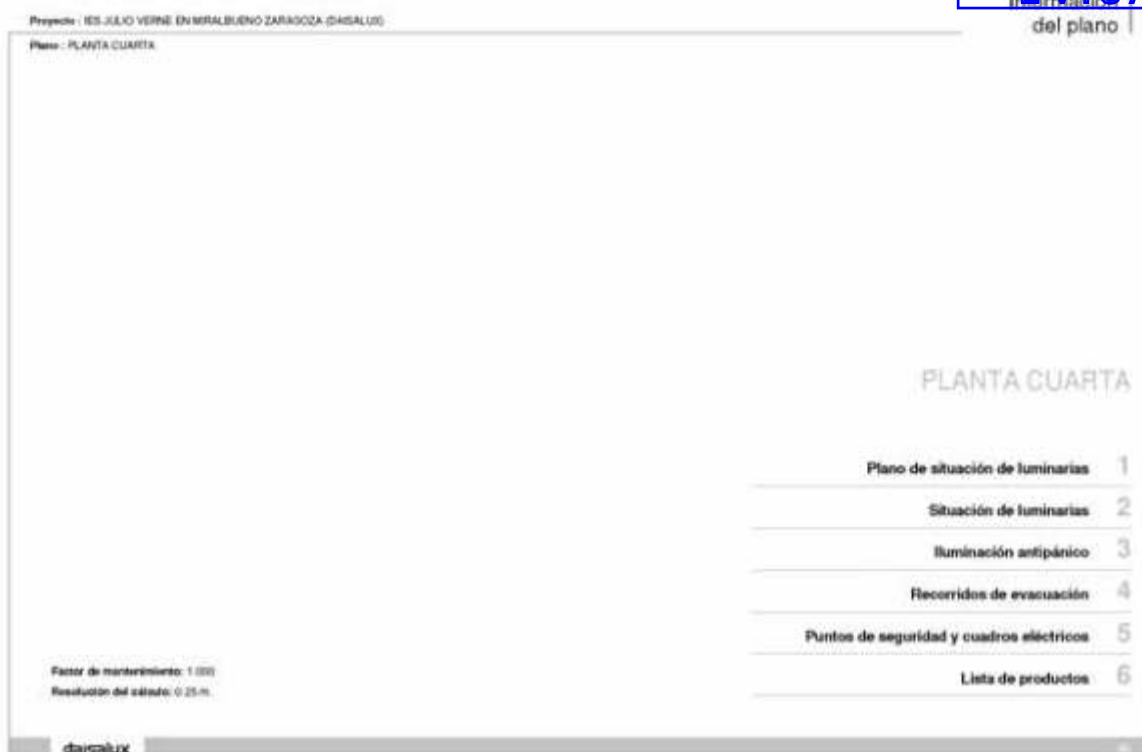 Proyecto : IES JULIO VERNE EN MIRALBUENO ZARAGOZA (DAISALUX)
del plano
Plano : PLANTA CUARTA
PLANTA CUARTA
Plano de situación de luminarias 1
Situación de luminarias 2
Iluminación antipánico 3
Recorridos de evacuación 4
Puntos de seguridad y cuadros eléctricos 5
Factor de mantenimiento: 1.000
Lista de productos 6
Resolución del cálculo: 0.25 m.
daisalux